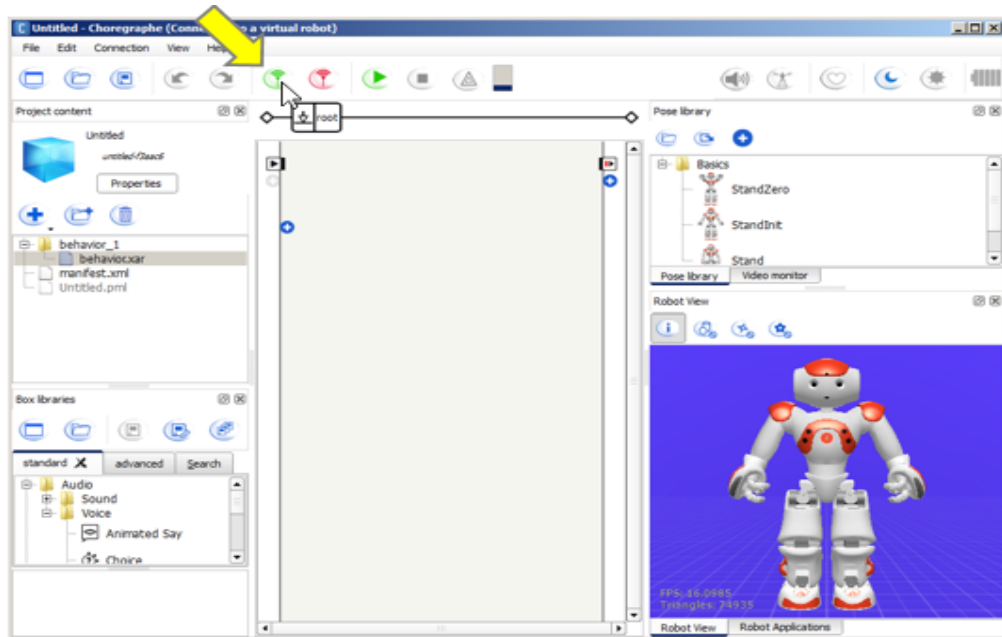 Untitled - Choregraphe (Conne to a virtual robot)
File Edit Connection View Hel
root
Project content
Untitled
Properties
behavior_1
behavior.xar
manifest.xml
Untitled.pml
Box libraries
standard X advanced Search
Audio
Sound
Voice
Animated Say
Choice
Pose library
Basics
StandZero
StandInit
Stand
Pose library Video monitor
Robot View
FPS: 16.0985
Triangles: 74935
Robot View Robot Applications